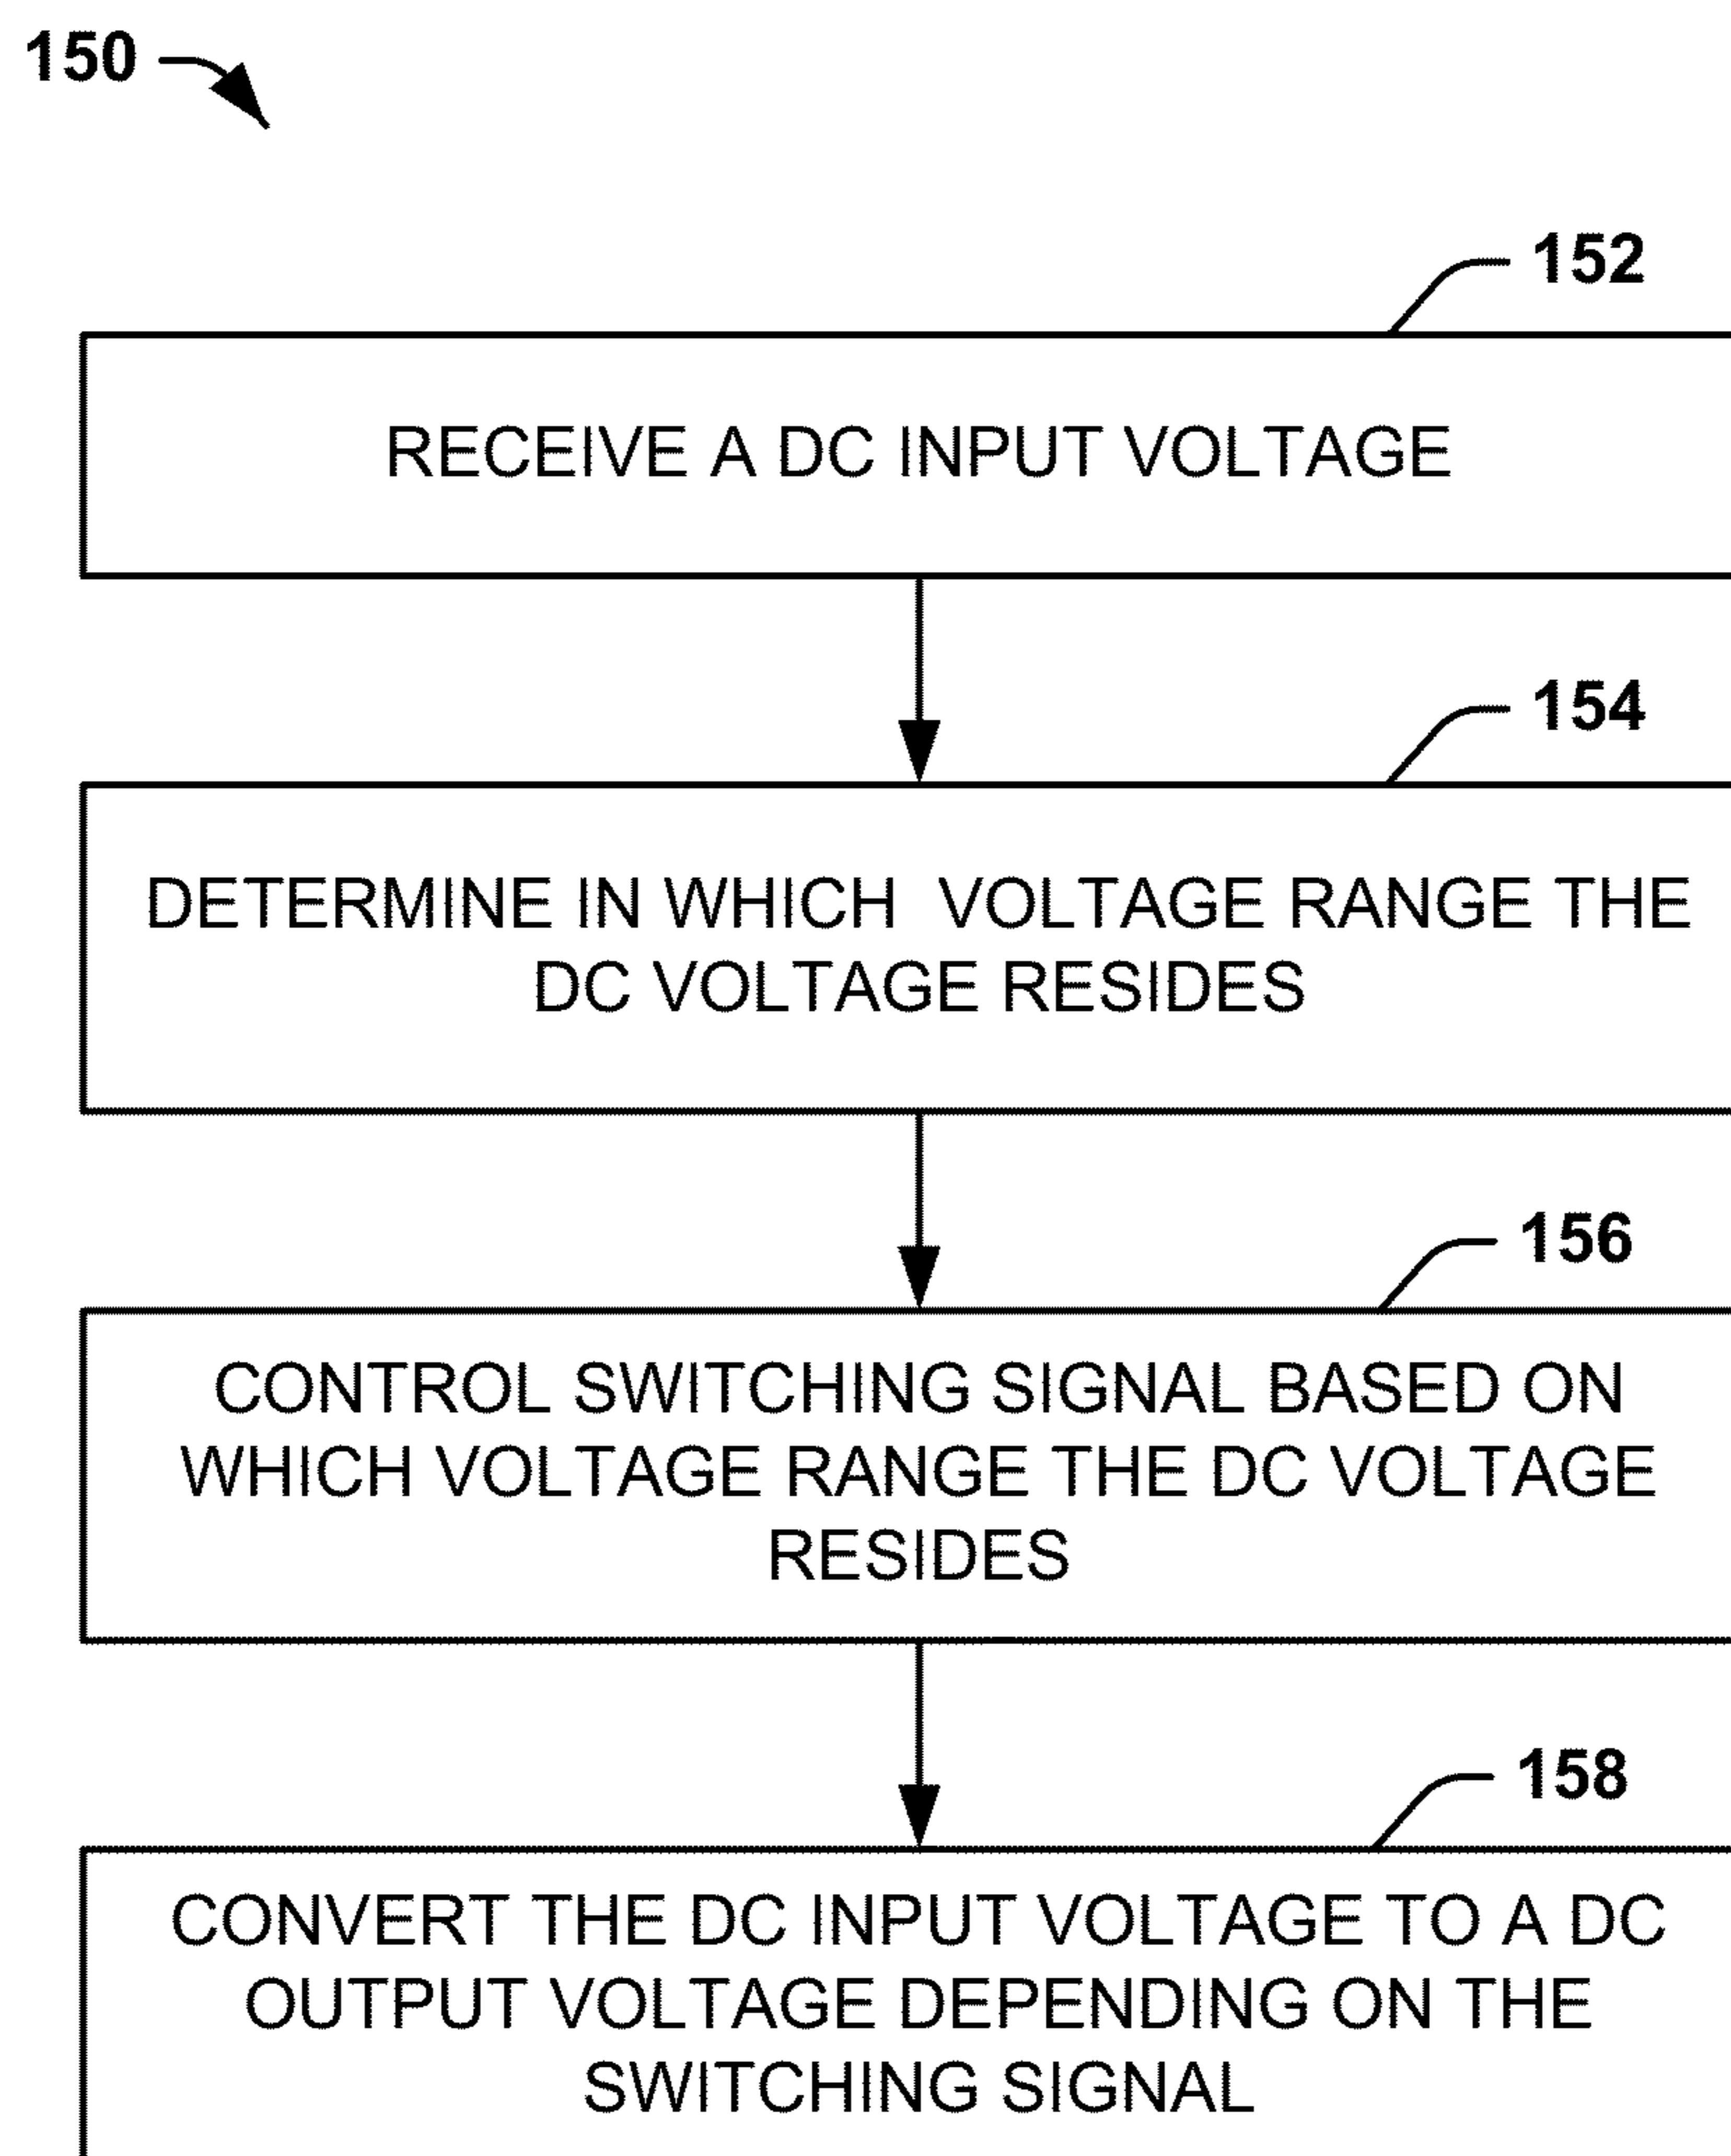 150
152
RECEIVE A DC INPUT VOLTAGE
154
DETERMINE IN WHICH VOLTAGE RANGE THE
DC VOLTAGE RESIDES
156
CONTROL SWITCHING SIGNAL BASED ON
WHICH VOLTAGE RANGE THE DC VOLTAGE
RESIDES
158
CONVERT THE DC INPUT VOLTAGE TO A DC
OUTPUT VOLTAGE DEPENDING ON THE
SWITCHING SIGNAL